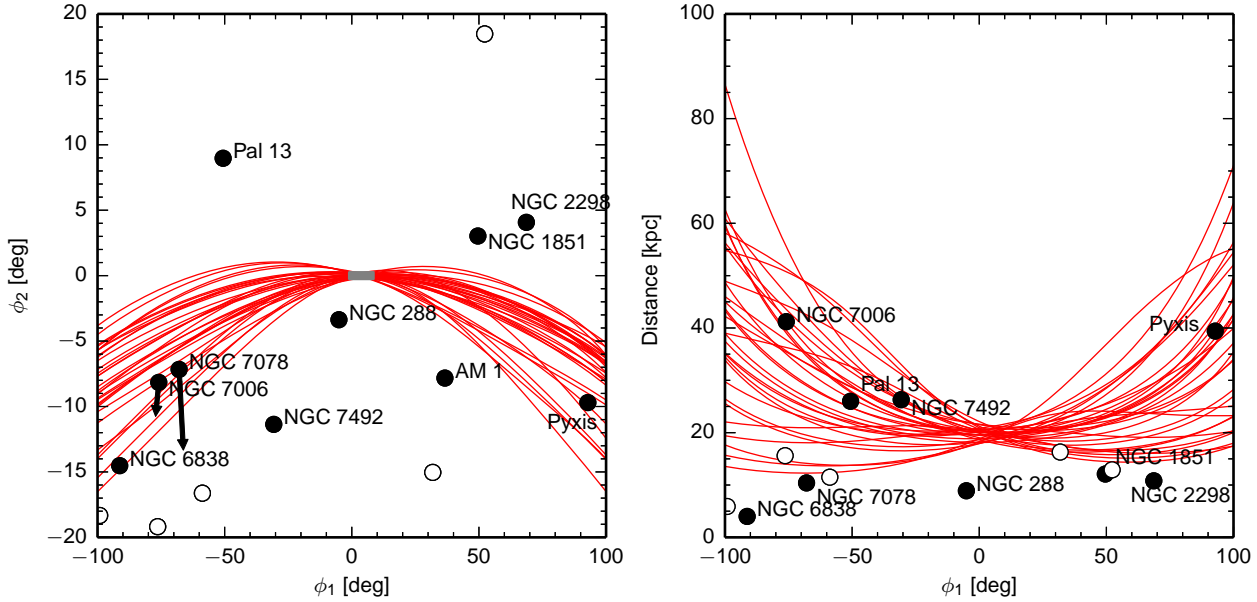 20
15
10
5
0
−5
−10
−15
20
−100
−50
0
50
100
ϕ₂ [deg]
ϕ₁ [deg]
Pal 13
NGC 2298
NGC 1851
NGC 288
NGC 7078
NGC 7006
AM 1
NGC 7492
Pyxis
NGC 6838
100
80
60
40
20
0
−100
−50
0
50
100
Distance [kpc]
ϕ₁ [deg]
NGC 7006
Pyxis
Pal 13
NGC 7492
NGC 1851
NGC 288
NGC 7078
NGC 2298
NGC 6838